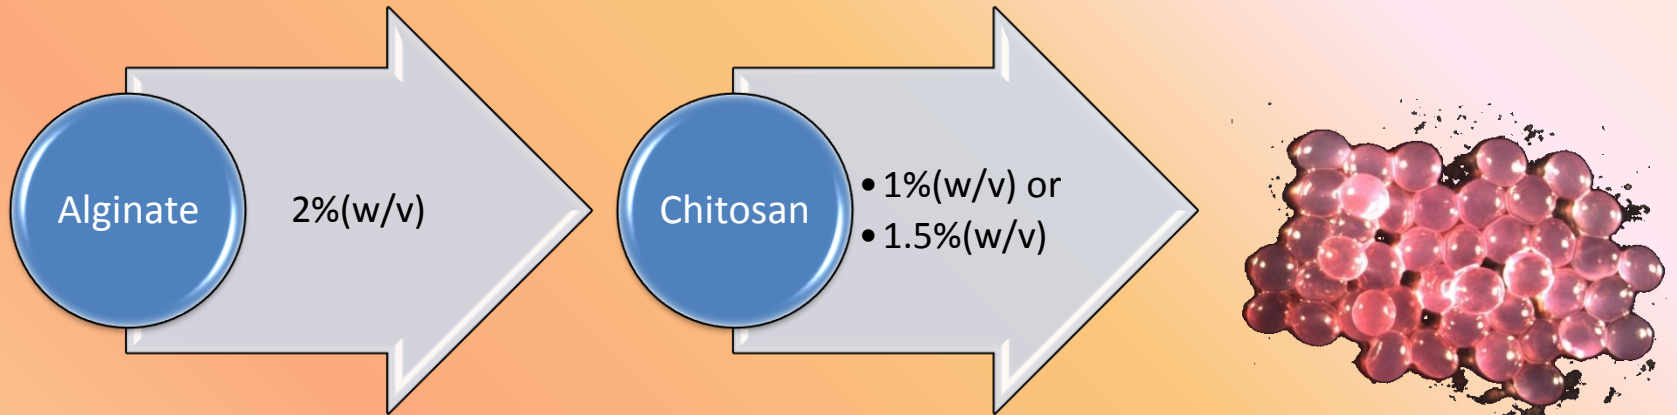 Alginate
2%(w/v)
Chitosan
• 1%(w/v) or
• 1.5%(w/v)